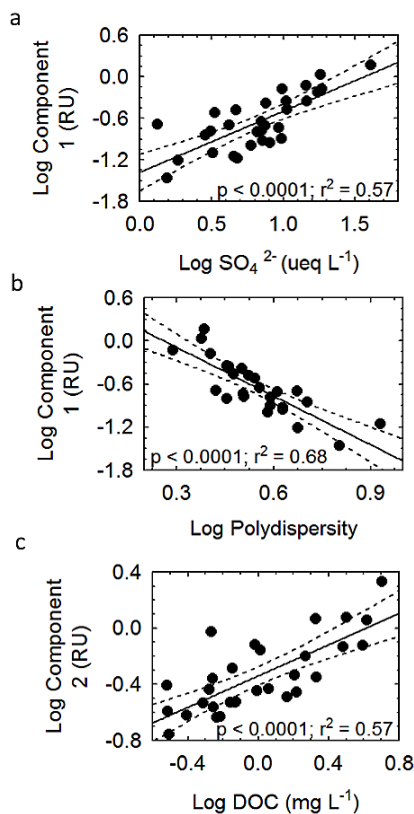 a
0.6
0.0
-0.6
-1.2
-1.8
Log Component
1 (RU)
p < 0.0001; r² = 0.57
0.0 0.5 1.0 1.5
Log SO₄ ²⁻ (ueq L⁻¹)
b
0.6
0.0
-0.6
-1.2
-1.8
Log Component
1 (RU)
p < 0.0001; r² = 0.68
0.3 0.6 0.9
Log Polydispersity
c
0.4
0.0
-0.4
-0.8
Log Component
2 (RU)
p < 0.0001; r² = 0.57
-0.4 0.0 0.4 0.8
Log DOC (mg L⁻¹)